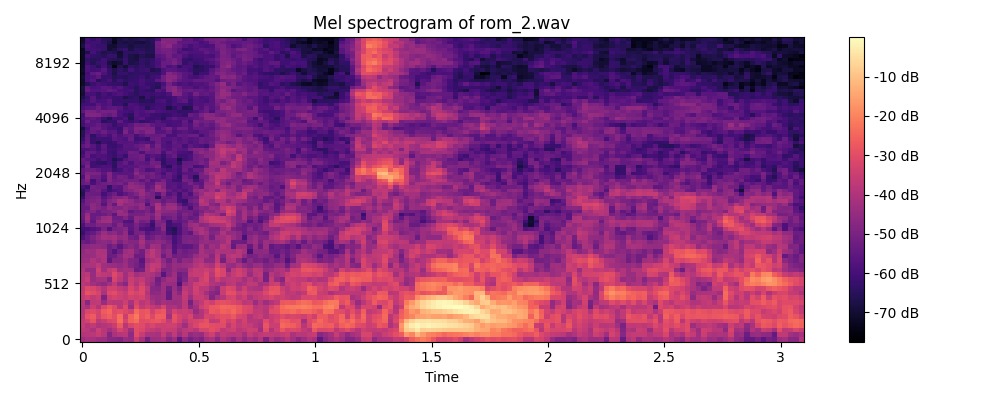 Mel spectrogram of rom_2.wav
8192
4096
2048
1024
512
0
Hz
0
0.5
1
1.5
2
2.5
3
Time
-10 dB
-20 dB
-30 dB
-40 dB
-50 dB
-60 dB
-70 dB